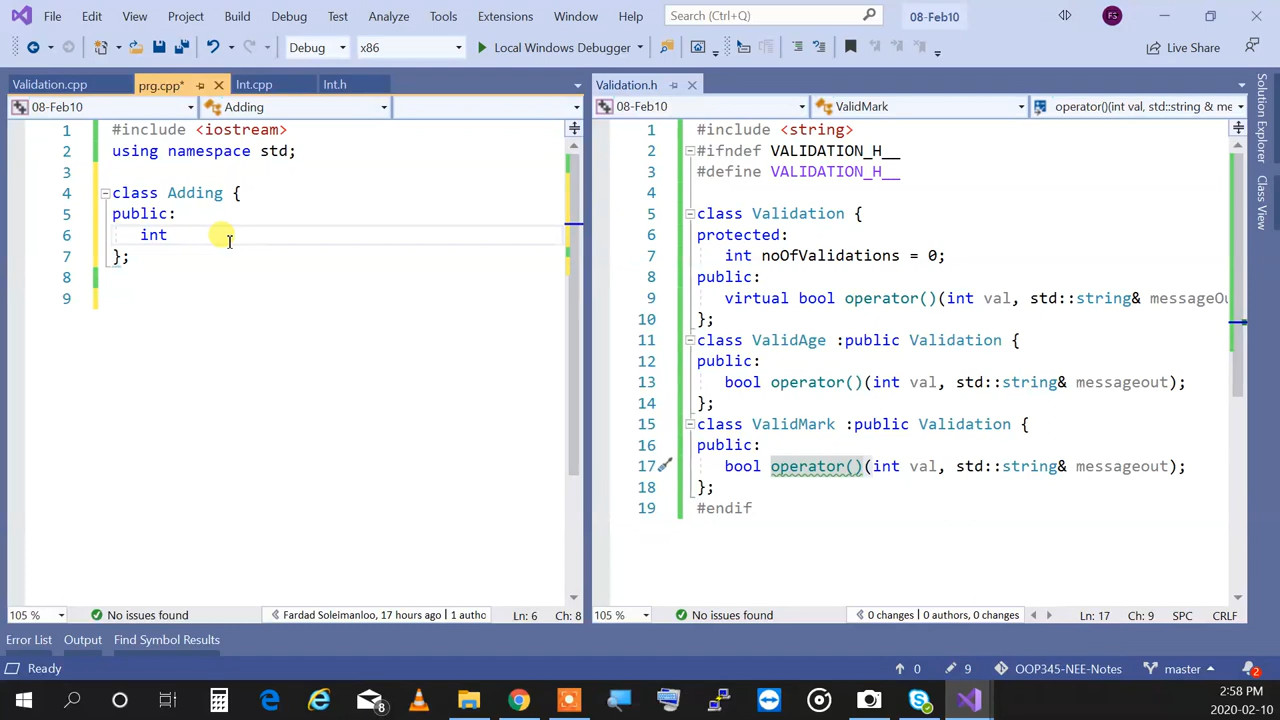 File Edit View Project Build Debug Test Analyze Tools Extensions Window Help Search (Ctrl+Q) 08-Feb10 FS
Debug x86 Local Windows Debugger Live Share
Validation.cpp prg.cpp* Int.cpp Int.h
08-Feb10 Adding
1 #include <iostream>
2 using namespace std;
3
4 class Adding {
5 public:
6 int
7 };
8
9
105 % No issues found Fardad Soleimanloo, 17 hours ago | 1 autho Ln: 6 Ch: 8
Validation.h
08-Feb10 ValidMark operator()(int val, std::string & me
1 #include <string>
2 #ifndef VALIDATION_H__
3 #define VALIDATION_H__
4
5 class Validation {
6 protected:
7 int noOfValidations = 0;
8 public:
9 virtual bool operator()(int val, std::string& messageOu
10 };
11 class ValidAge :public Validation {
12 public:
13 bool operator()(int val, std::string& messageout);
14 };
15 class ValidMark :public Validation {
16 public:
17 bool operator()(int val, std::string& messageout);
18 };
19 #endif
105 % No issues found 0 changes | 0 authors, 0 changes Ln: 17 Ch: 9 SPC CRLF
Solution Explorer
Class View
Error List Output Find Symbol Results
Ready 0 9 OOP345-NEE-Notes master 2
8
2:58 PM
2020-02-10